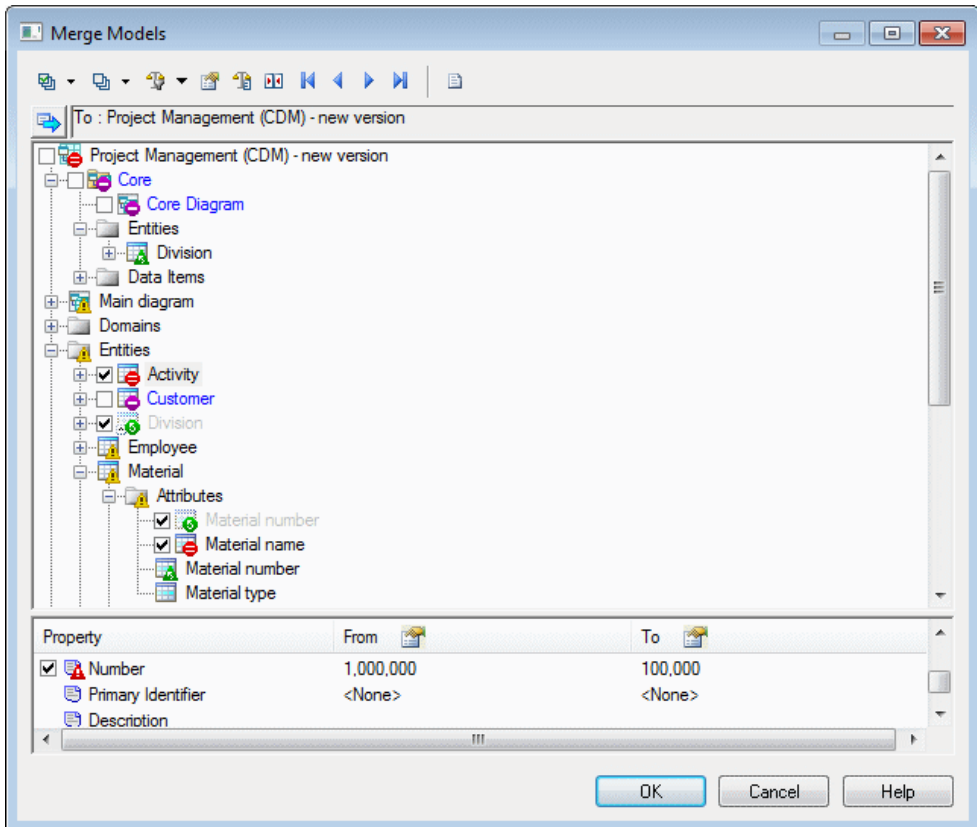 Merge Models
To : Project Management (CDM) - new version
Project Management (CDM) - new version
Core
Core Diagram
Entities
Division
Data Items
Main diagram
Domains
Entities
Activity
Customer
Division
Employee
Material
Attributes
Material number
Material name
Material number
Material type
Property From To
Number 1,000,000 100,000
Primary Identifier <None> <None>
Description
OK Cancel Help